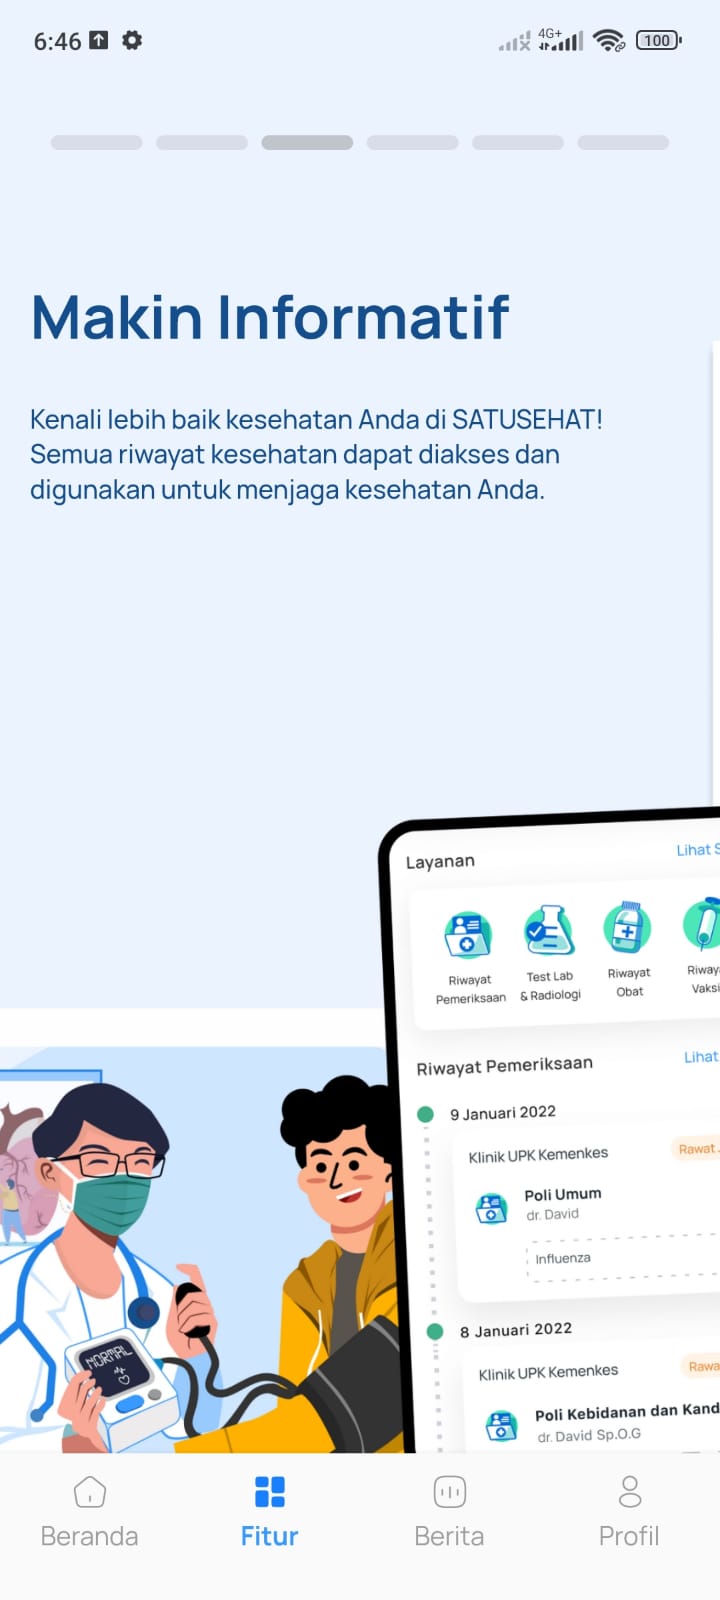 6:46
4G+
100
Makin Informatif
Kenali lebih baik kesehatan Anda di SATUSEHAT!
Semua riwayat kesehatan dapat diakses dan
digunakan untuk menjaga kesehatan Anda.
Layanan
Lihat S
Riwayat
Pemeriksaan
Test Lab
& Radiologi
Riwayat
Obat
Riway
Vaksi
Riwayat Pemeriksaan
Lihat
9 Januari 2022
Klinik UPK Kemenkes
Rawat
Poli Umum
dr. David
Influenza
8 Januari 2022
Klinik UPK Kemenkes
Rawa
Poli Kebidanan dan Kand
dr. David Sp.O.G
NORMAL
Beranda
Fitur
Berita
Profil